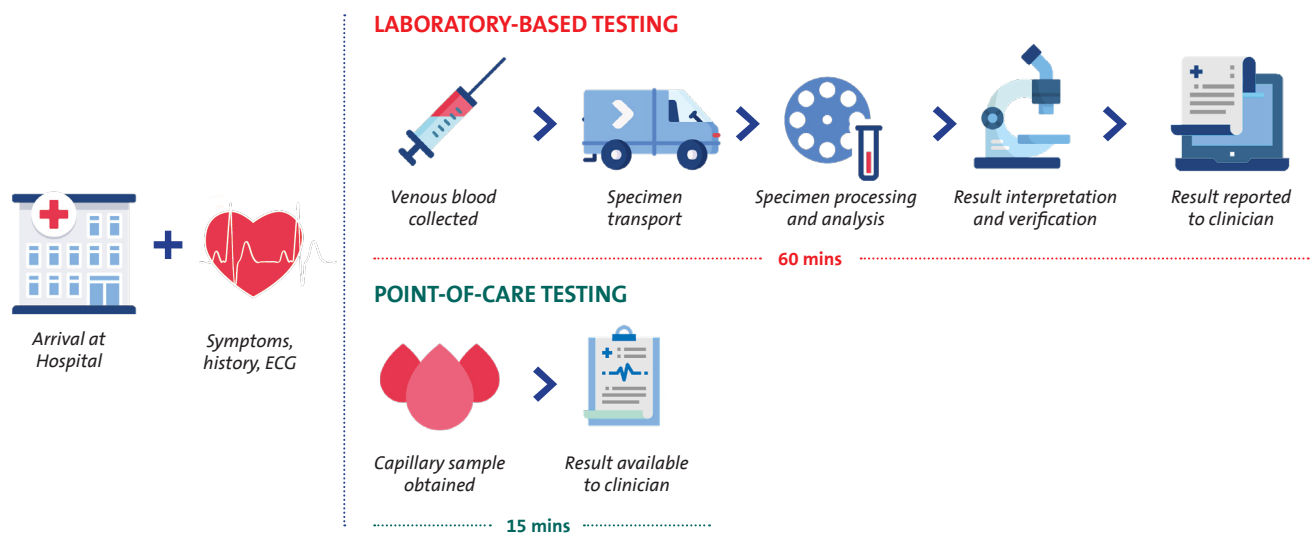 LABORATORY-BASED TESTING
Venous blood
collected
Specimen
transport
Specimen processing
and analysis
Result interpretation
and verification
Result reported
to clinician
60 mins
Arrival at
Hospital
Symptoms,
history, ECG
POINT-OF-CARE TESTING
Capillary sample
obtained
Result available
to clinician
15 mins